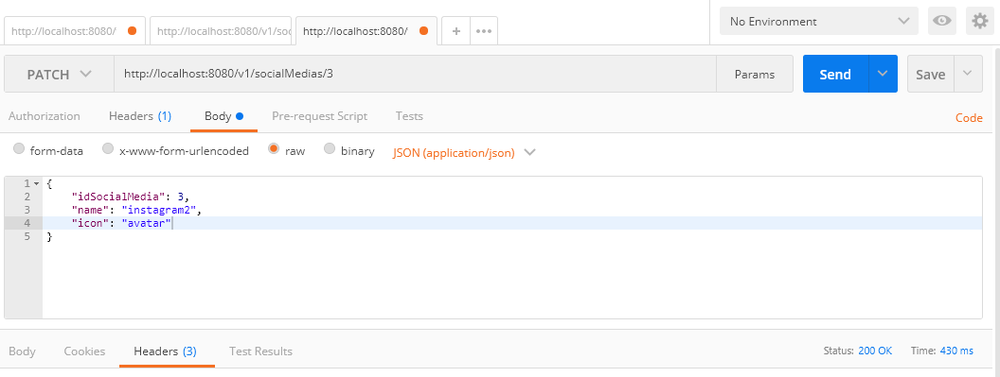 http://localhost:8080/ http://localhost:8080/v1/soc http://localhost:8080/ + ••• No Environment
PATCH http://localhost:8080/v1/socialMedias/3 Params Send Save
Authorization Headers (1) Body Pre-request Script Tests Code
form-data x-www-form-urlencoded raw binary JSON (application/json)
1 {
2 "idSocialMedia": 3,
3 "name": "instagram2",
4 "icon": "avatar"
5 }
Body Cookies Headers (3) Test Results Status: 200 OK Time: 430 ms